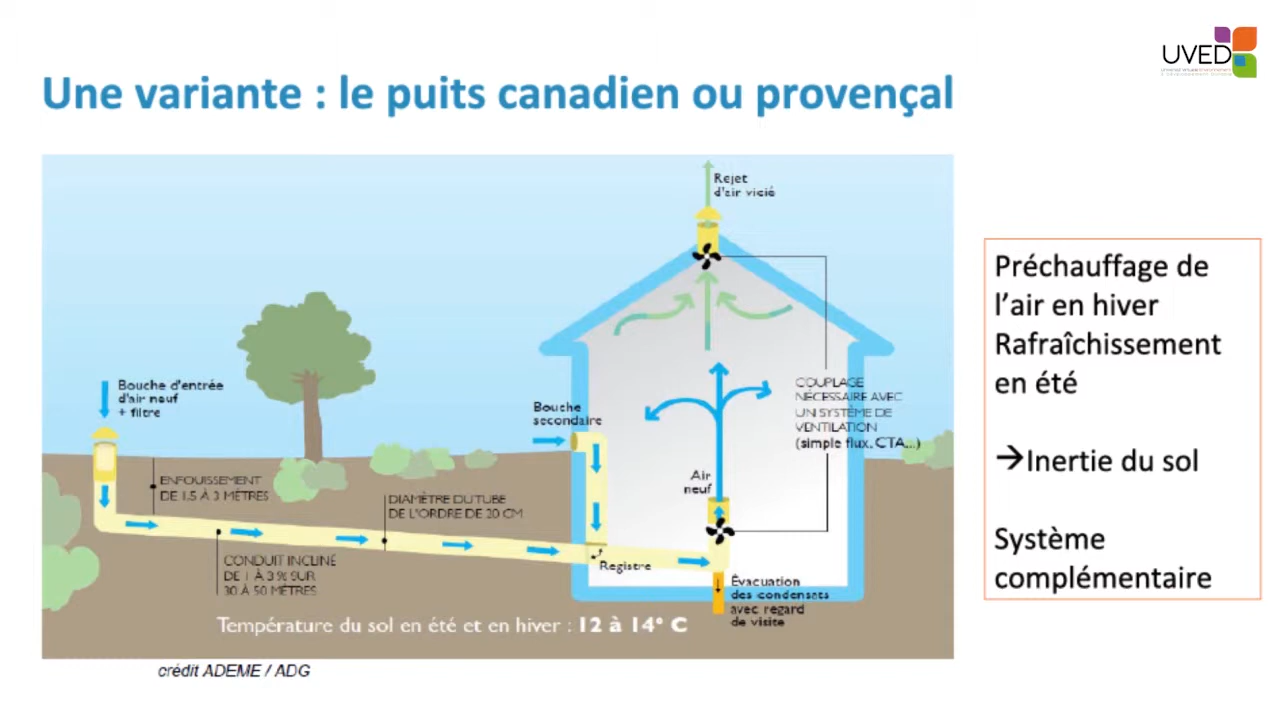 UVED
Une variante : le puits canadien ou provençal
Rejet
d'air vicié
Bouche d'entrée
d'air neuf
+ filtre
Bouche
secondaire
COUPLAGE
NÉCESSAIRE AVEC
UN SYSTÈME DE
VENTILATION
(simple flux, CTA...)
Air
neuf
ENFOUISSEMENT
DE 1.5 À 3 MÈTRES
DIAMÈTRE DU TUBE
DE L'ORDRE DE 20 CM
CONDUIT INCLINÉ
DE 1 À 3 % SUR
30 À 50 MÈTRES
Registre
Évacuation
des condensats
avec regard
de visite
Température du sol en été et en hiver : 12 à 14° C
crédit ADEME / ADG
Préchauffage de
l'air en hiver
Rafraîchissement
en été
→Inertie du sol
Système
complémentaire